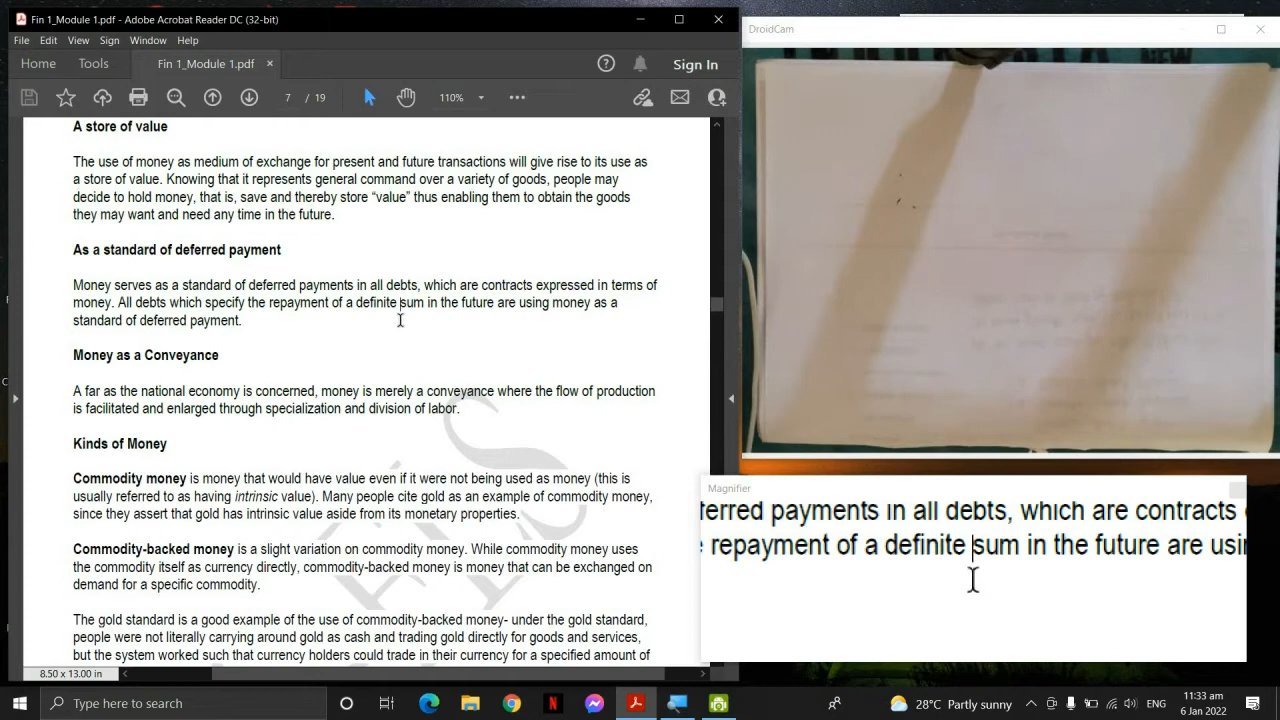 Fin 1_Module 1.pdf - Adobe Acrobat Reader DC (32-bit)
File Edit View Sign Window Help
Home Tools Fin 1_Module 1.pdf × Sign In
7 / 19 110%
A store of value
The use of money as medium of exchange for present and future transactions will give rise to its use as
a store of value. Knowing that it represents general command over a variety of goods, people may
decide to hold money, that is, save and thereby store “value” thus enabling them to obtain the goods
they may want and need any time in the future.
As a standard of deferred payment
Money serves as a standard of deferred payments in all debts, which are contracts expressed in terms of
money. All debts which specify the repayment of a definite sum in the future are using money as a
standard of deferred payment.
Money as a Conveyance
A far as the national economy is concerned, money is merely a conveyance where the flow of production
is facilitated and enlarged through specialization and division of labor.
Kinds of Money
Commodity money is money that would have value even if it were not being used as money (this is
usually referred to as having intrinsic value). Many people cite gold as an example of commodity money,
since they assert that gold has intrinsic value aside from its monetary properties.
Commodity-backed money is a slight variation on commodity money. While commodity money uses
the commodity itself as currency directly, commodity-backed money is money that can be exchanged on
demand for a specific commodity.
The gold standard is a good example of the use of commodity-backed money- under the gold standard,
people were not literally carrying around gold as cash and trading gold directly for goods and services,
but the system worked such that currency holders could trade in their currency for a specified amount of
8.50 x 13.00 in
DroidCam
Magnifier
ferred payments in all debts, which are contracts
repayment of a definite sum in the future are usin
Type here to search
28°C Partly sunny
ENG
11:33 am
6 Jan 2022